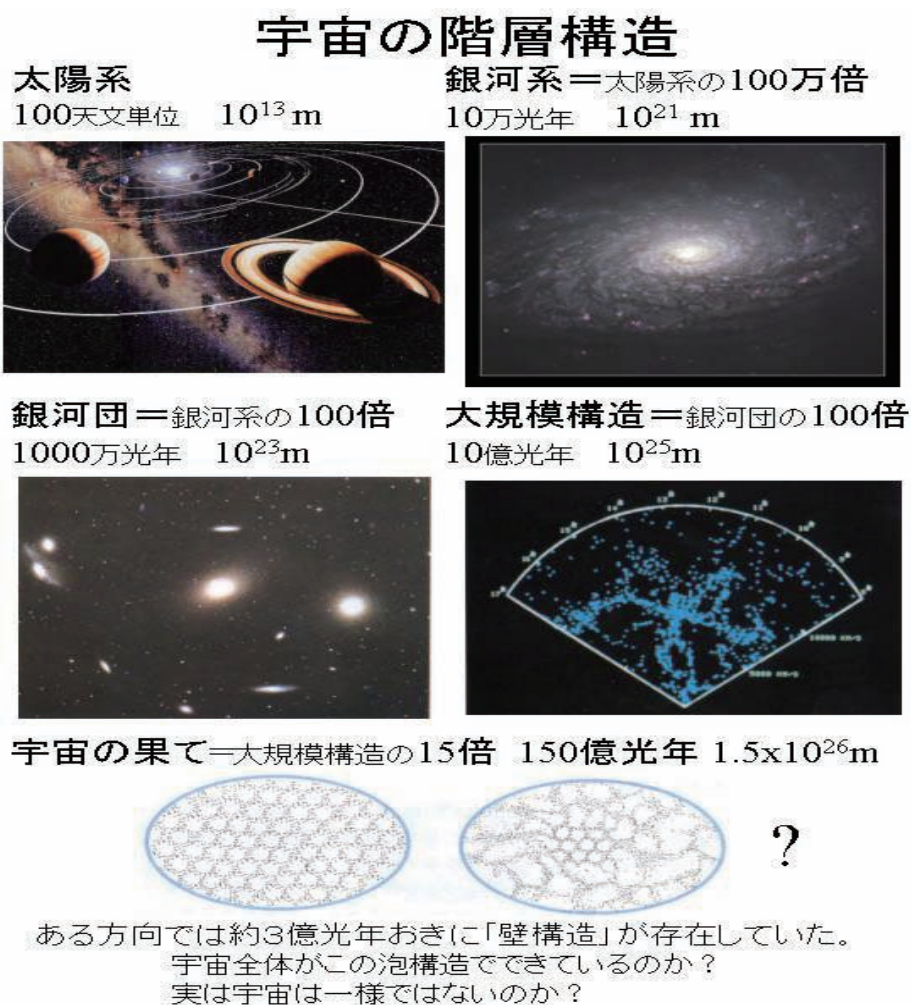 宇宙の階層構造
太陽系
100天文単位 10¹³ m
銀河系＝太陽系の100万倍
10万光年 10²¹ m
銀河団＝銀河系の100倍
1000万光年 10²³m
大規模構造＝銀河団の100倍
10億光年 10²⁵m
宇宙の果て＝大規模構造の15倍 150億光年 1.5x10²⁶m
?
ある方向では約3億光年おきに「壁構造」が存在していた。
宇宙全体がこの泡構造でできているのか？
実は宇宙は一様ではないのか？